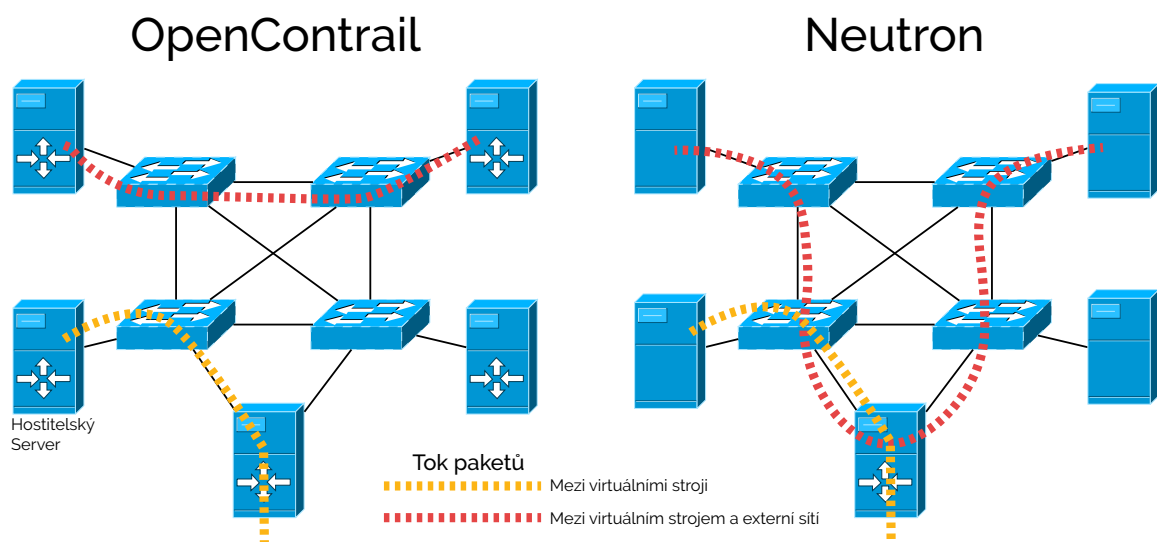 OpenContrail
Neutron
Hostitelský
Server
Tok paketů
Mezi virtuálními stroji
Mezi virtuálním strojem a externí sítí